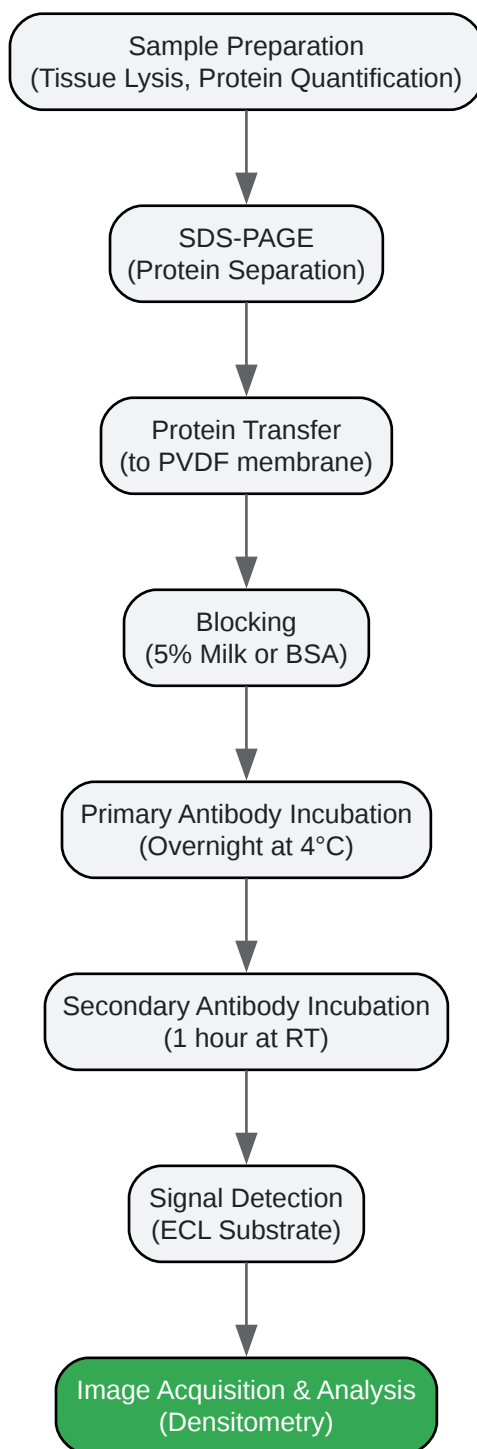 Sample Preparation
(Tissue Lysis, Protein Quantification)
SDS-PAGE
(Protein Separation)
Protein Transfer
(to PVDF membrane)
Blocking
(5% Milk or BSA)
Primary Antibody Incubation
(Overnight at 4°C)
Secondary Antibody Incubation
(1 hour at RT)
Signal Detection
(ECL Substrate)
Image Acquisition & Analysis
(Densitometry)